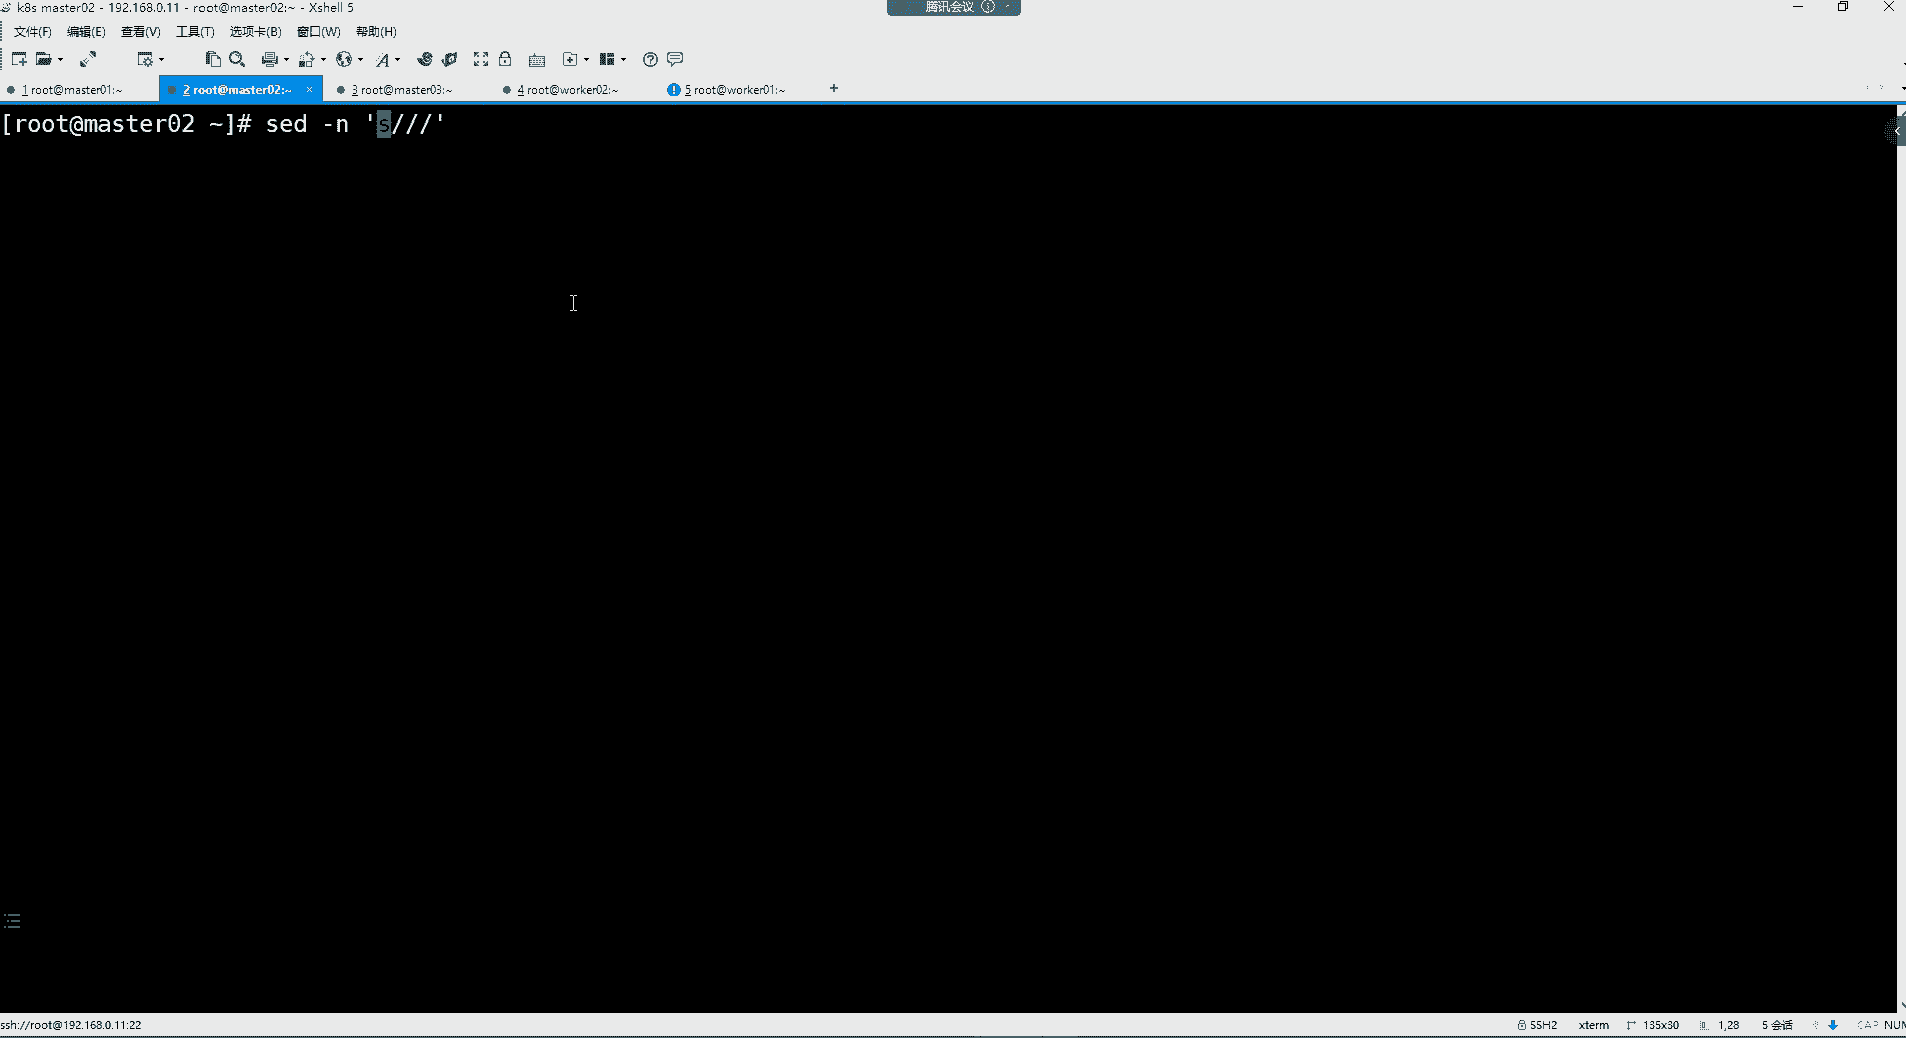 k8s master02 - 192.168.0.11 - root@master02:~ - Xshell 5
腾讯会议
文件(F) 编辑(E) 查看(V) 工具(T) 选项卡(B) 窗口(W) 帮助(H)
1 root@master01:~ 2 root@master02:~ × 3 root@master03:~ 4 root@worker02:~ 5 root@worker01:~ +
[root@master02 ~]# sed -n 's///'
ssh://root@192.168.0.11:22 SSH2 xterm 135x30 1,28 5 会话 CAP NUM